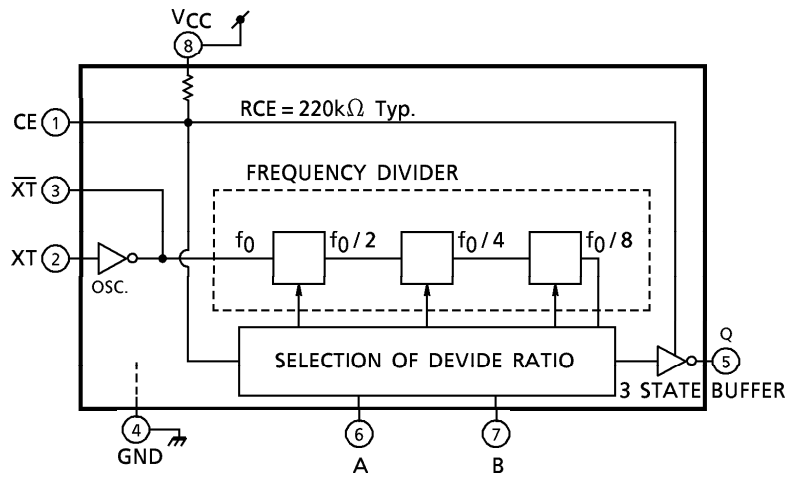 VCC
8
CE 1
RCE = 220kΩ Typ.
X̅T̅ 3
FREQUENCY DIVIDER
XT 2
OSC.
f0
f0/2
f0/4
f0/8
SELECTION OF DEVIDE RATIO
Q
5
3 STATE BUFFER
4
GND
6
A
7
B